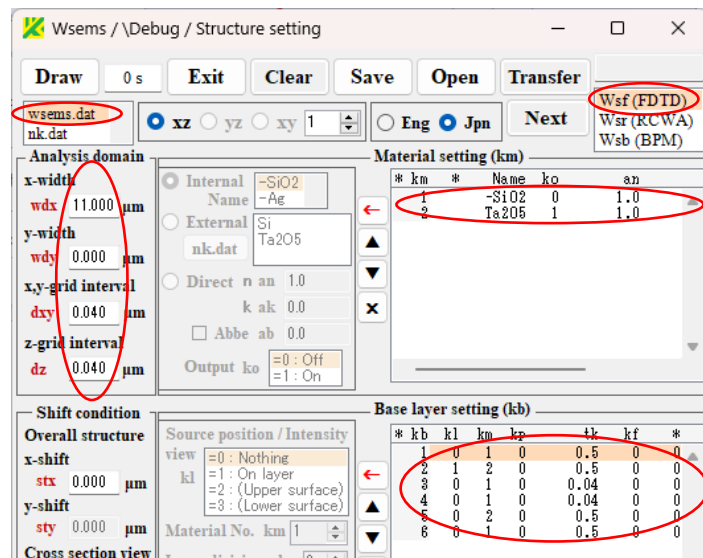 Wsems / \Debug / Structure setting
Draw 0 s Exit Clear Save Open Transfer
wsems.dat
nk.dat
xz yz xy 1
Eng Jpn
Next
Wsf (FDTD)
Wsr (RCWA)
Wsb (BPM)
Analysis domain
x-width
wdx 11.000 μm
y-width
wdy 0.000 μm
x,y-grid interval
dxy 0.040 μm
z-grid interval
dz 0.040 μm
Internal Name
-SiO2
-Ag
External
nk.dat
Si
Ta2O5
Direct n an 1.0
k ak 0.0
Abbe ab 0.0
Output ko
=0 : Off
=1 : On
Material setting (km)
* km * Name ko an
1 -SiO2 0 1.0
2 Ta2O5 1 1.0
Shift condition
Overall structure
x-shift
stx 0.000 μm
y-shift
sty 0.000 μm
Cross section view
Source position / Intensity
view
kl
=0 : Nothing
=1 : On layer
=2 : (Upper surface)
=3 : (Lower surface)
Material No. km 1
Base layer setting (kb)
* kb kl km kp tk kf *
1 0 1 0 0.5 0 0
2 1 2 0 0.5 0 0
3 0 1 0 0.04 0 0
4 0 1 0 0.04 0 0
5 0 2 0 0.5 0 0
6 0 1 0 0.5 0 0